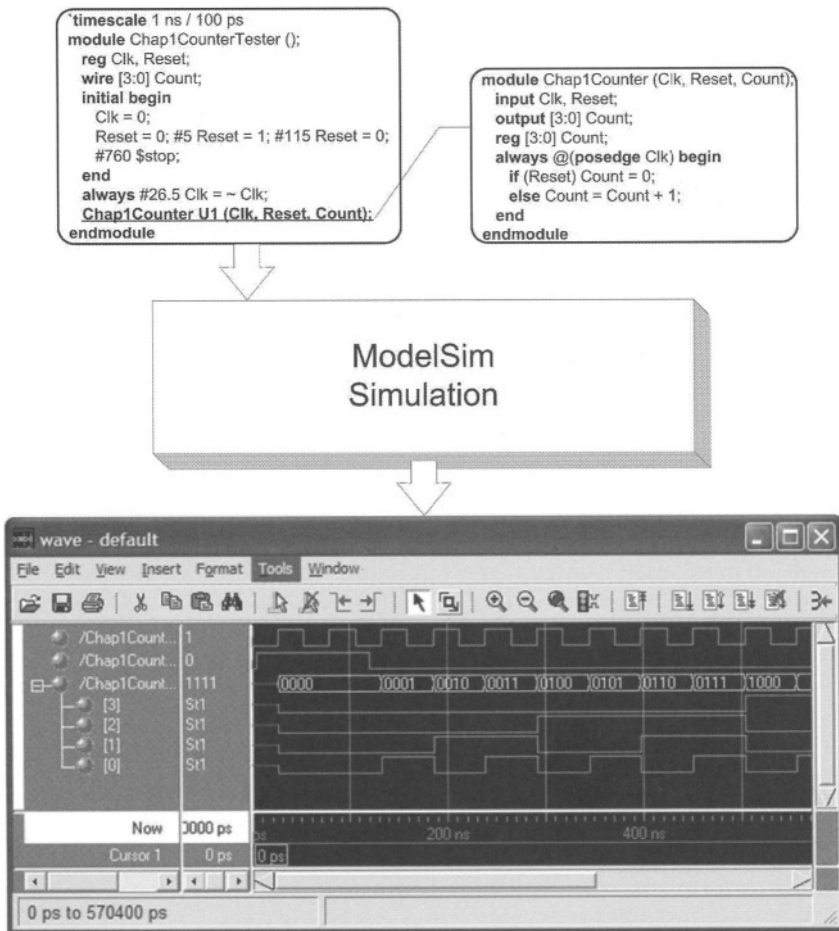 `timescale 1 ns / 100 ps
module Chap1CounterTester ();
reg Clk, Reset;
wire [3:0] Count;
initial begin
Clk = 0;
Reset = 0; #5 Reset = 1; #115 Reset = 0;
#760 $stop;
end
always #26.5 Clk = ~ Clk;
Chap1Counter U1 (Clk, Reset, Count);
endmodule
module Chap1Counter (Clk, Reset, Count);
input Clk, Reset;
output [3:0] Count;
reg [3:0] Count;
always @(posedge Clk) begin
if (Reset) Count = 0;
else Count = Count + 1;
end
endmodule
ModelSim
Simulation
wave - default
File Edit View Insert Format Tools Window
/Chap1Count... 1
/Chap1Count... 0
/Chap1Count... 1111 0000 0001 0010 0011 0100 0101 0110 0111 1000
[3] St1
[2] St1
[1] St1
[0] St1
Now 0000 ps ps 200 ns 400 ns
Cursor 1 0 ps 0 ps
0 ps to 570400 ps